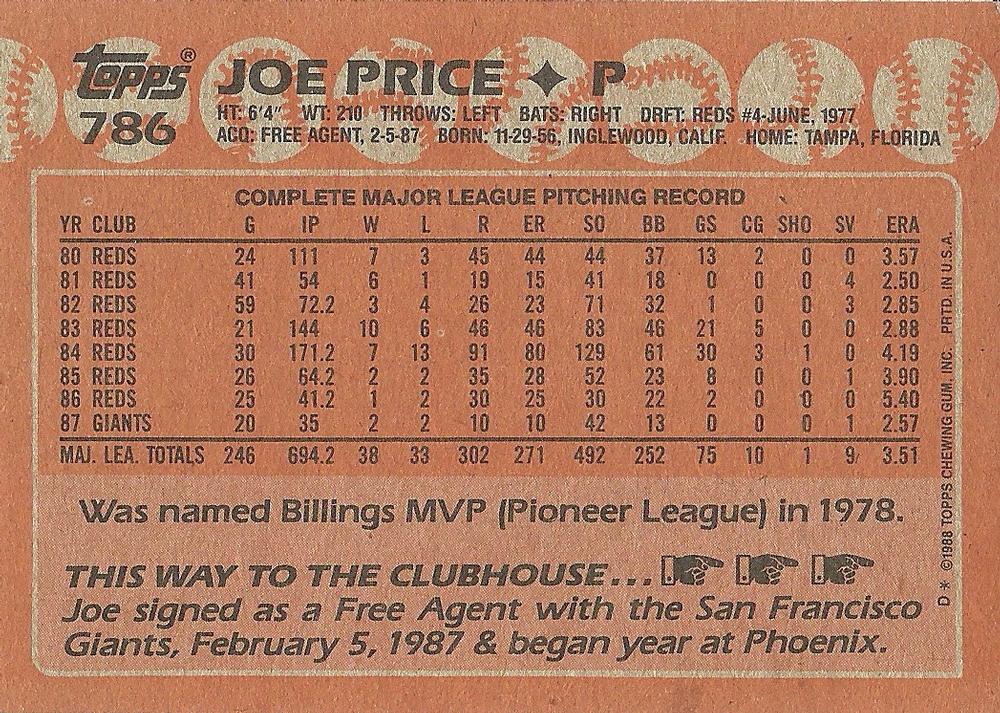 Topps®
786
JOE PRICE ✦ P
HT: 6'4" WT: 210 THROWS: LEFT BATS: RIGHT DRFT: REDS #4-JUNE, 1977
ACQ: FREE AGENT, 2-5-87 BORN: 11-29-56, INGLEWOOD, CALIF. HOME: TAMPA, FLORIDA
COMPLETE MAJOR LEAGUE PITCHING RECORD
YR CLUB G IP W L R ER SO BB GS CG SHO SV ERA
80 REDS 24 111 7 3 45 44 44 37 13 2 0 0 3.57
81 REDS 41 54 6 1 19 15 41 18 0 0 0 4 2.50
82 REDS 59 72.2 3 4 26 23 71 32 1 0 0 3 2.85
83 REDS 21 144 10 6 46 46 83 46 21 5 0 0 2.88
84 REDS 30 171.2 7 13 91 80 129 61 30 3 1 0 4.19
85 REDS 26 64.2 2 2 35 28 52 23 8 0 0 1 3.90
86 REDS 25 41.2 1 2 30 25 30 22 2 0 0 0 5.40
87 GIANTS 20 35 2 2 10 10 42 13 0 0 0 1 2.57
MAJ. LEA. TOTALS 246 694.2 38 33 302 271 492 252 75 10 1 9 3.51
Was named Billings MVP (Pioneer League) in 1978.
THIS WAY TO THE CLUBHOUSE...
Joe signed as a Free Agent with the San Francisco
Giants, February 5, 1987 & began year at Phoenix.
D* ©1988 TOPPS CHEWING GUM, INC. PRTD. IN U.S.A.